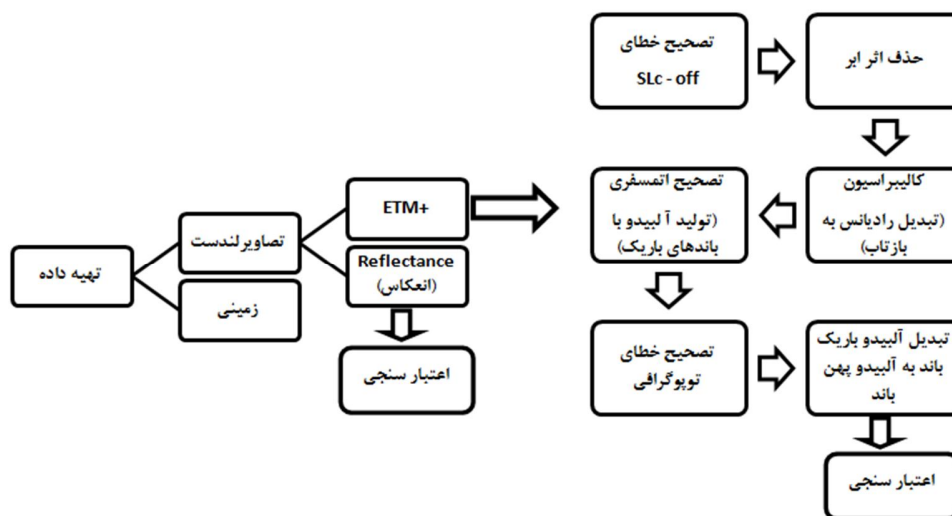 تصحیح خطای
SLc - off
حذف اثر ابر
کالیبراسیون
(تبدیل رادیانس به
بازتاب)
تصحیح اتمسفری
(تولید آلبیدو با
باندهای باریک)
ETM+
تصاویرلندست
Reflectance
(انعکاس)
تهیه داده
زمینی
اعتبار سنجی
تصحیح خطای
توپوگرافی
تبدیل آلبیدو باریک
باند به آلبیدو پهن
باند
اعتبار سنجی